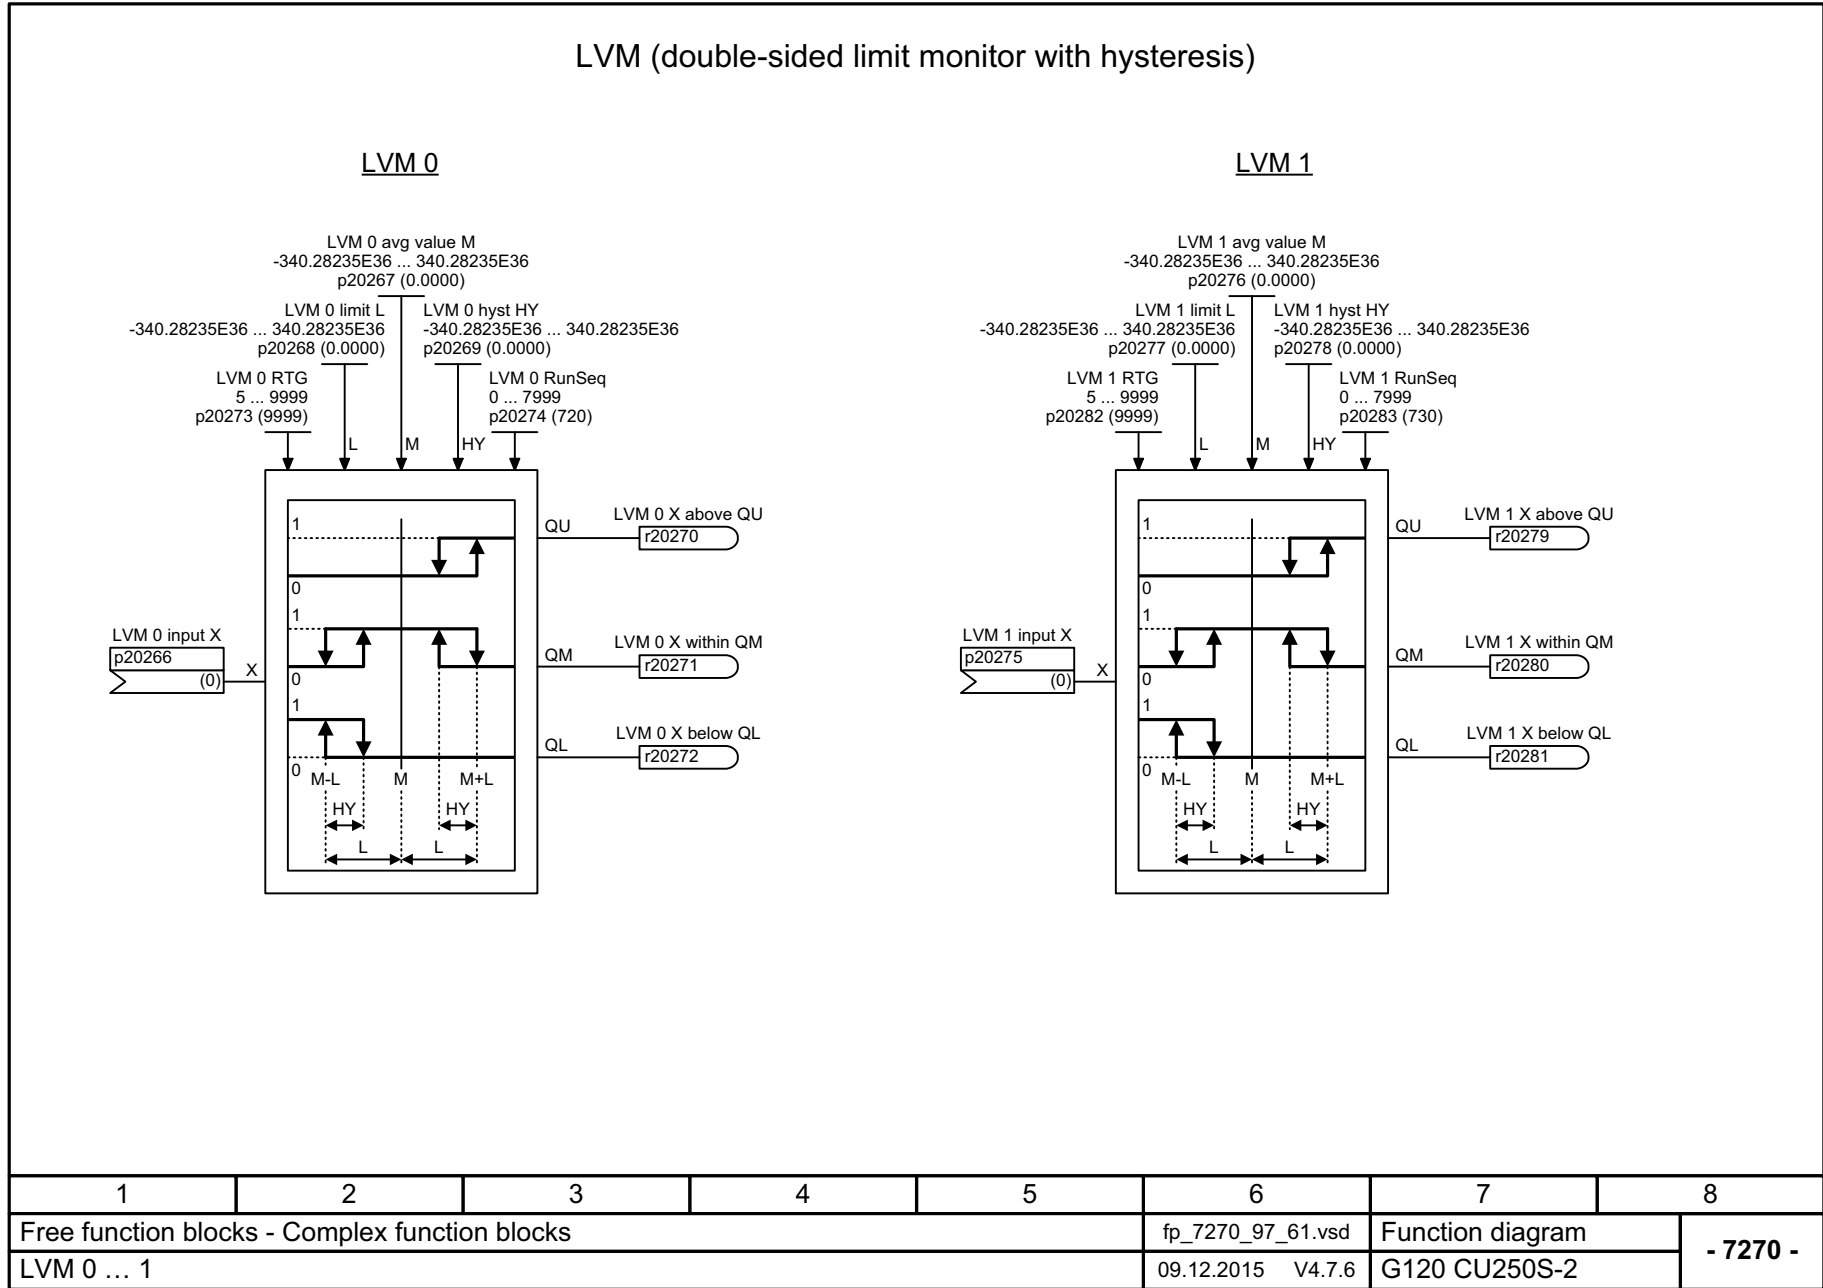 LVM (double-sided limit monitor with hysteresis)
LVM 0
LVM 0 avg value M
-340.28235E36 ... 340.28235E36
p20267 (0.0000)
LVM 0 limit L
-340.28235E36 ... 340.28235E36
p20268 (0.0000)
LVM 0 hyst HY
-340.28235E36 ... 340.28235E36
p20269 (0.0000)
LVM 0 RTG
5 ... 9999
p20273 (9999)
LVM 0 RunSeq
0 ... 7999
p20274 (720)
L
M
HY
LVM 0 input X
p20266
(0)
X
1
0
1
0
1
0
M-L
M
M+L
HY
HY
L
L
QU
LVM 0 X above QU
r20270
QM
LVM 0 X within QM
r20271
QL
LVM 0 X below QL
r20272
LVM 1
LVM 1 avg value M
-340.28235E36 ... 340.28235E36
p20276 (0.0000)
LVM 1 limit L
-340.28235E36 ... 340.28235E36
p20277 (0.0000)
LVM 1 hyst HY
-340.28235E36 ... 340.28235E36
p20278 (0.0000)
LVM 1 RTG
5 ... 9999
p20282 (9999)
LVM 1 RunSeq
0 ... 7999
p20283 (730)
L
M
HY
LVM 1 input X
p20275
(0)
X
1
0
1
0
1
0
M-L
M
M+L
HY
HY
L
L
QU
LVM 1 X above QU
r20279
QM
LVM 1 X within QM
r20280
QL
LVM 1 X below QL
r20281
1 2 3 4 5 6 7 8
Free function blocks - Complex function blocks
fp_7270_97_61.vsd
Function diagram
- 7270 -
LVM 0 … 1
09.12.2015 V4.7.6
G120 CU250S-2